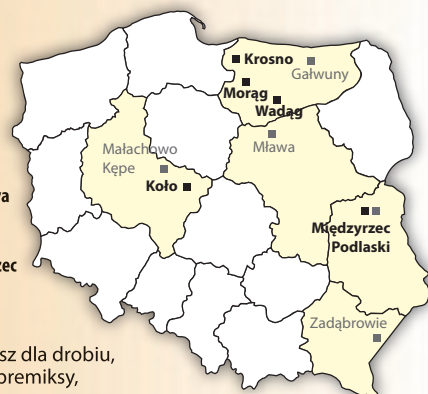 Krosno
Gałwuny
Morąg
Wadąg
Mława
Małachowo
Kępe
Koło
Międzyrzec
Podlaski
Zadąbrowie
sz dla drobiu,
premiksy,